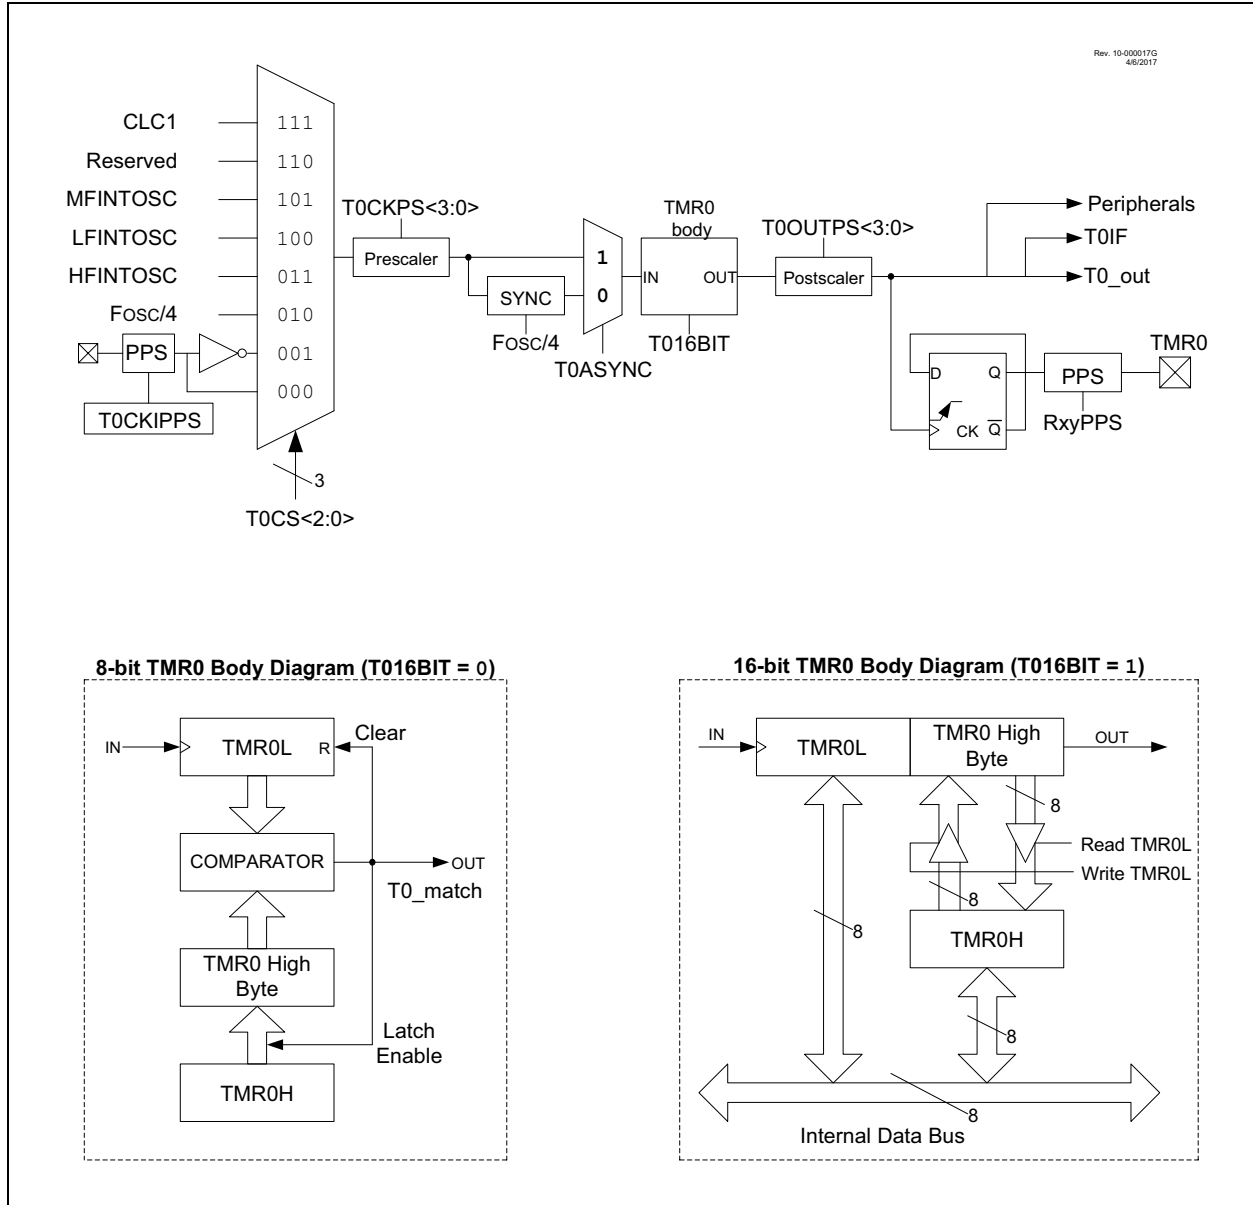 Rev. 10-000017G
4/6/2017
CLC1
111
Reserved
110
MFINTOSC
101
LFINTOSC
100
HFINTOSC
011
FOSC/4
010
PPS
001
000
T0CKIPPS
3
T0CS<2:0>
T0CKPS<3:0>
Prescaler
SYNC
FOSC/4
1
0
T0ASYNC
TMR0
body
IN
OUT
T016BIT
T0OUTPS<3:0>
Postscaler
Peripherals
T0IF
T0_out
D
Q
CK
Q
PPS
RxyPPS
TMR0
8-bit TMR0 Body Diagram (T016BIT = 0)
IN
TMR0L
R
Clear
COMPARATOR
OUT
T0_match
TMR0 High
Byte
Latch
Enable
TMR0H
16-bit TMR0 Body Diagram (T016BIT = 1)
IN
TMR0L
TMR0 High
Byte
OUT
8
Read TMR0L
Write TMR0L
8
8
TMR0H
8
8
Internal Data Bus